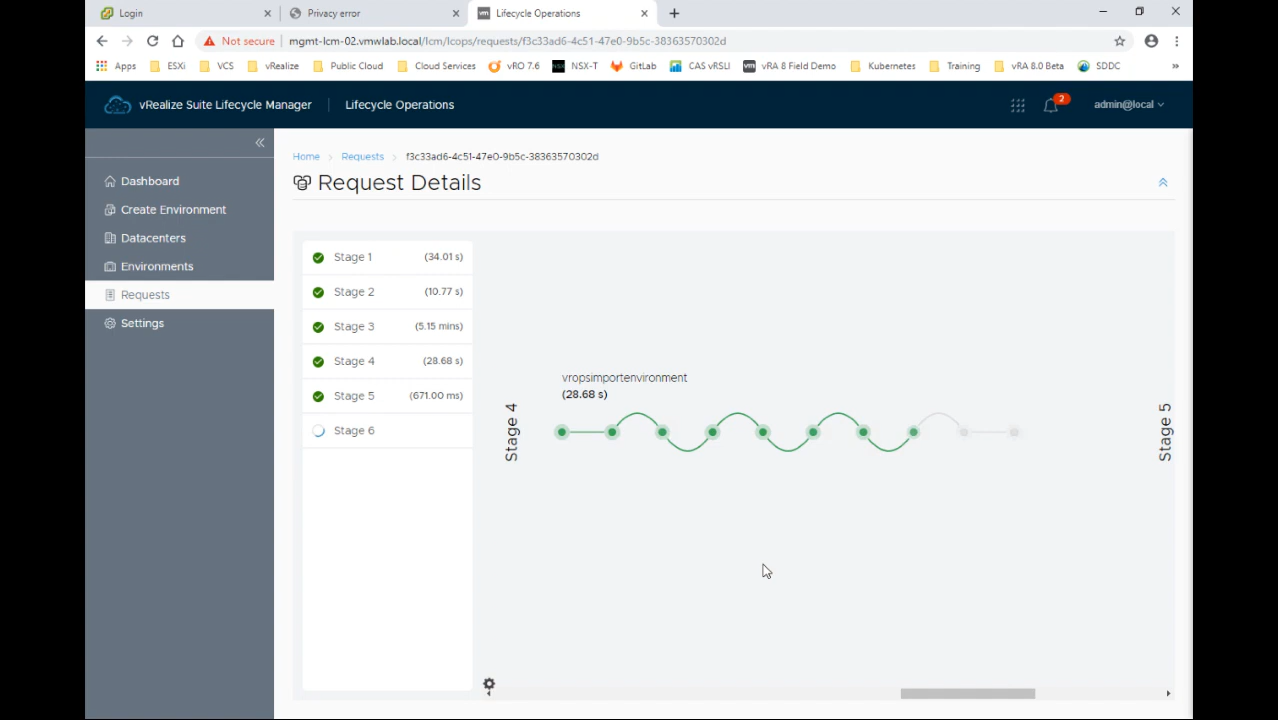 Login
Privacy error
vm Lifecycle Operations
Not secure mgmt-lcm-02.vmwlab.local/lcm/lcops/requests/f3c33ad6-4c51-47e0-9b5c-38363570302d
Apps ESXi VCS vRealize Public Cloud Cloud Services vRO 7.6 NSX-T GitLab CAS vRSLI vm vRA 8 Field Demo Kubernetes Training vRA 8.0 Beta SDDC »
vRealize Suite Lifecycle Manager Lifecycle Operations 2 admin@local
Dashboard
Create Environment
Datacenters
Environments
Requests
Settings
Home > Requests > f3c33ad6-4c51-47e0-9b5c-38363570302d
Request Details
Stage 1 (34.01 s)
Stage 2 (10.77 s)
Stage 3 (5.15 mins)
Stage 4 (28.68 s)
Stage 5 (671.00 ms)
Stage 6
Stage 4
vropsimportenvironment
(28.68 s)
Stage 5